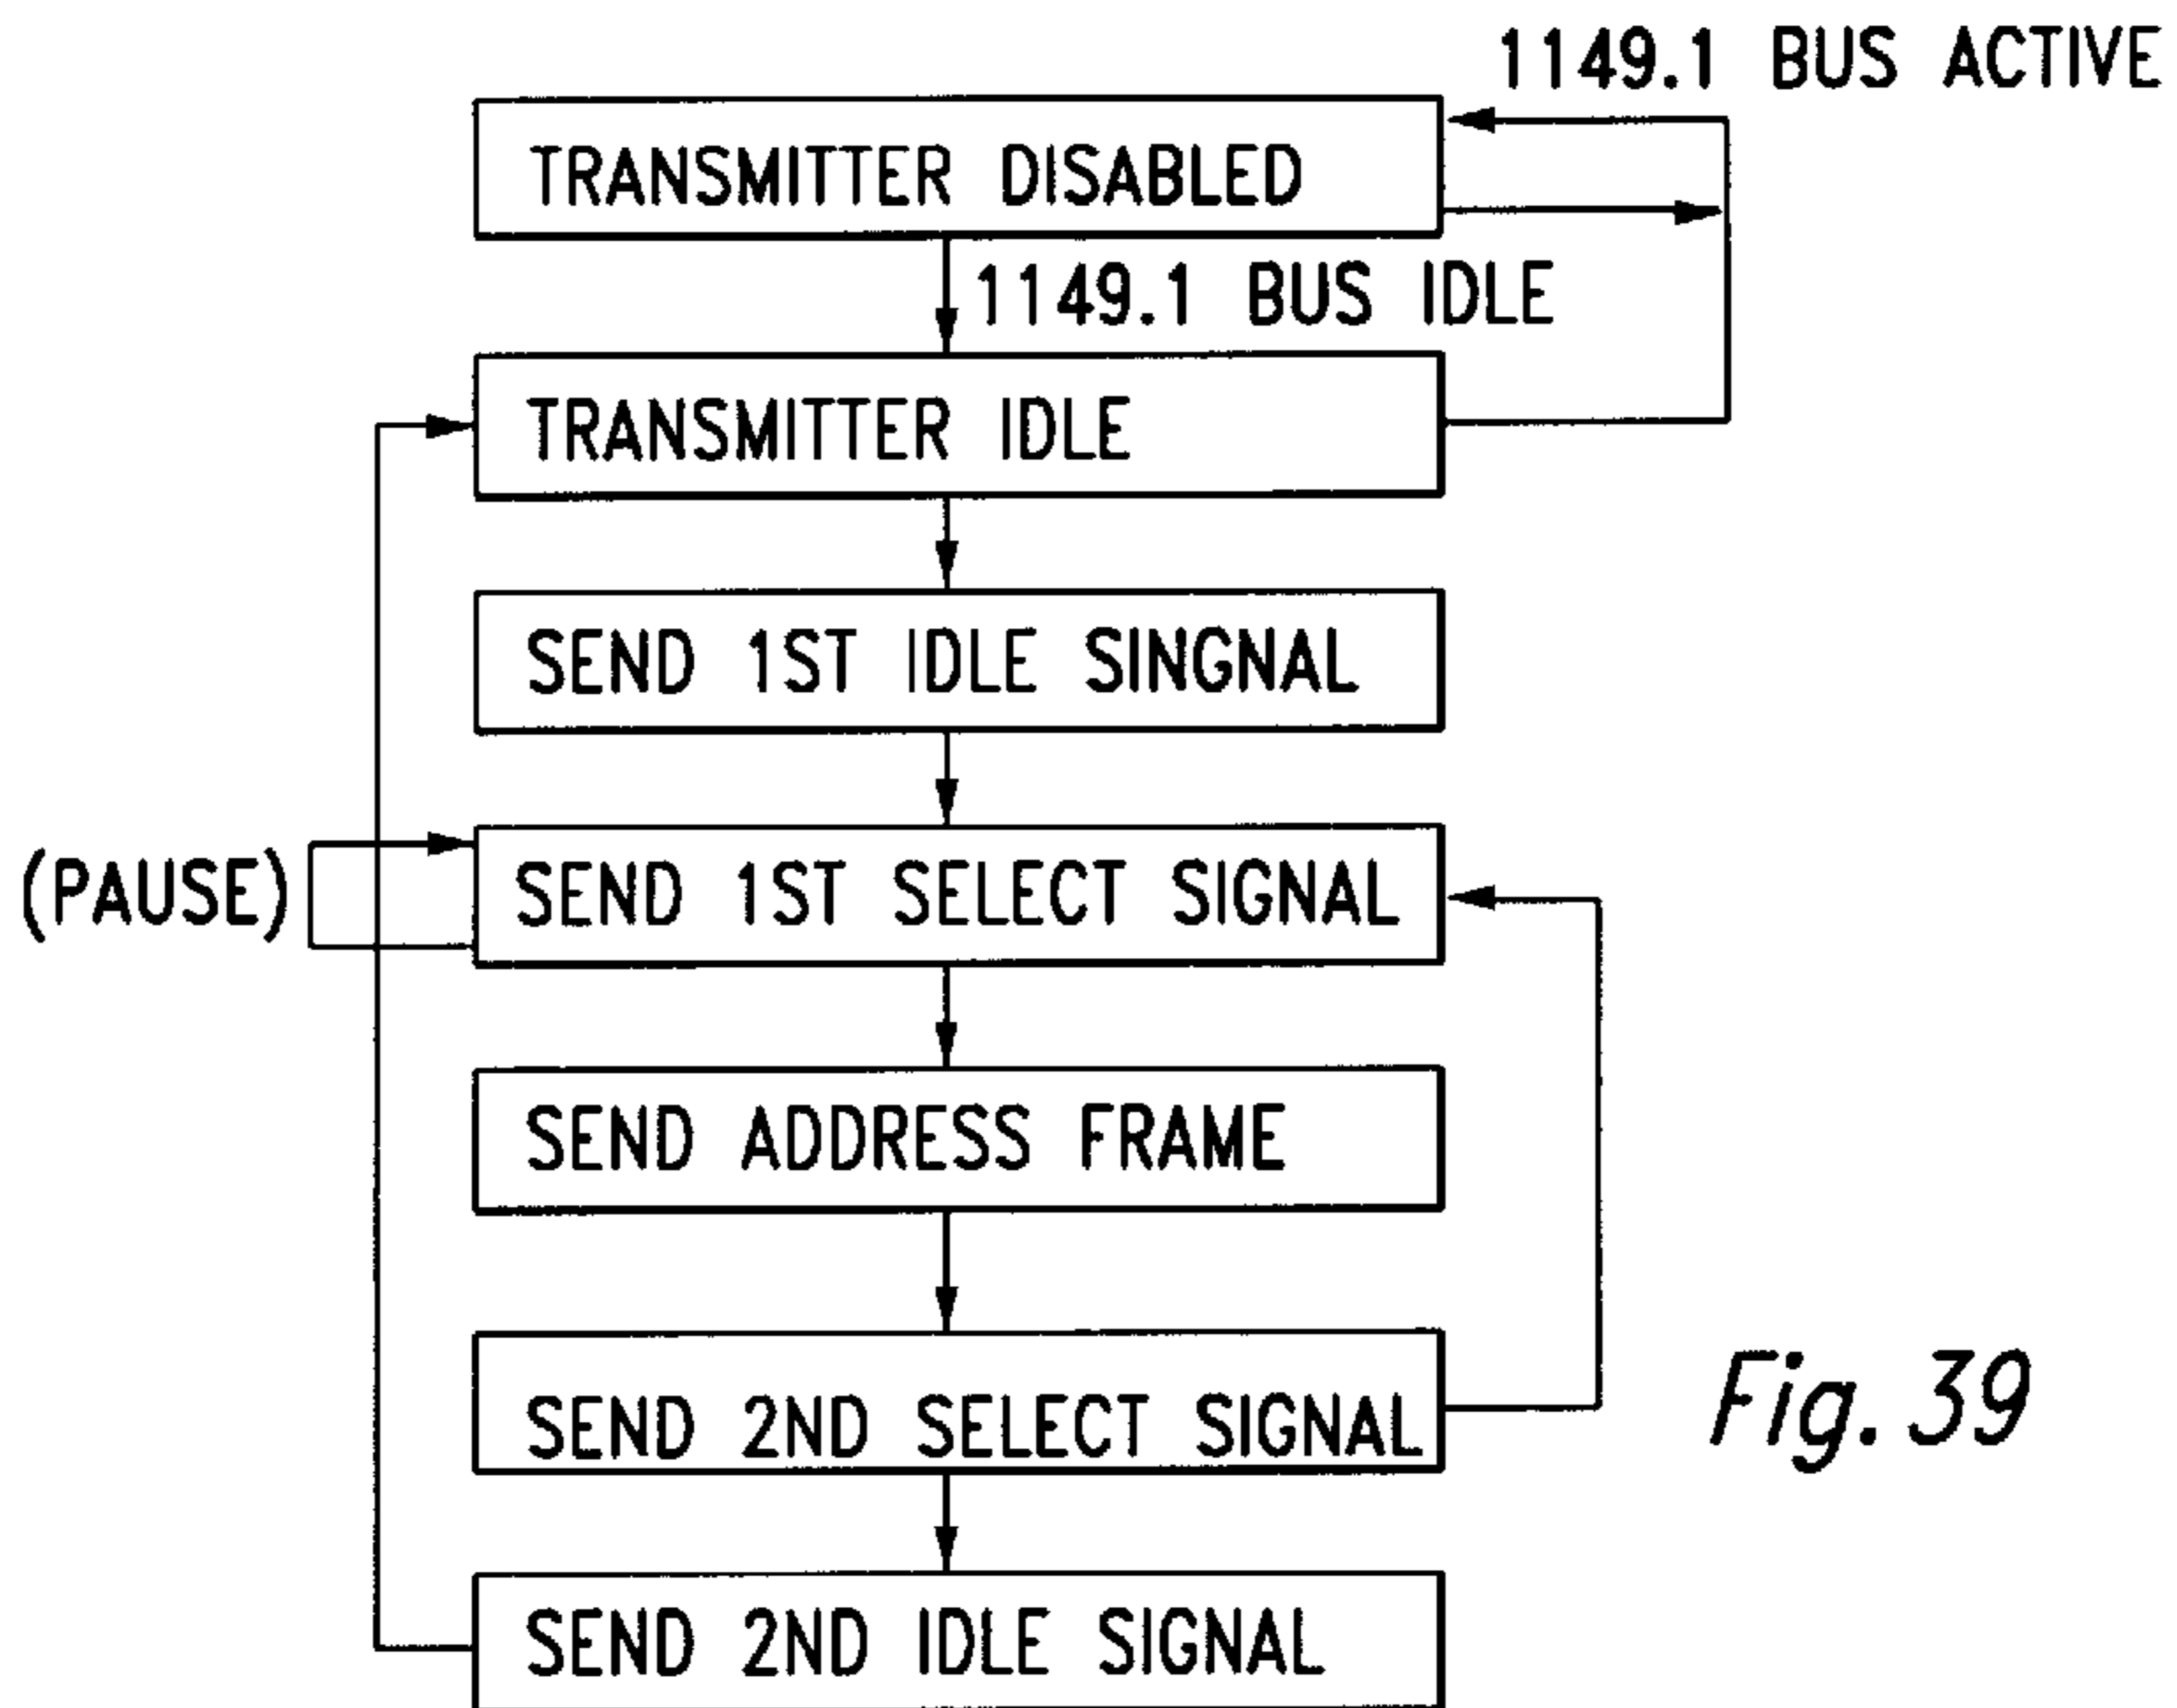 1149.1 BUS ACTIVE
TRANSMITTER DISABLED
1149.1 BUS IDLE
TRANSMITTER IDLE
SEND 1ST IDLE SINGNAL
(PAUSE)
SEND 1ST SELECT SIGNAL
SEND ADDRESS FRAME
SEND 2ND SELECT SIGNAL
Fig. 39
SEND 2ND IDLE SIGNAL